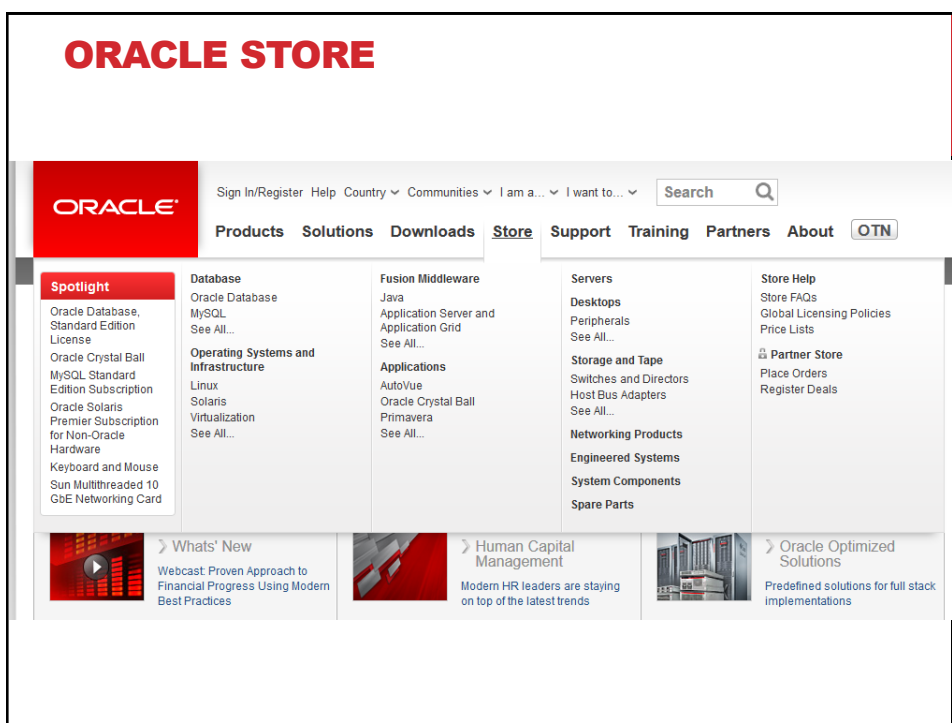 ORACLE STORE
ORACLE®
Sign In/Register Help Country Communities I am a... I want to... Search
Products Solutions Downloads Store Support Training Partners About OTN
Spotlight
Oracle Database,
Standard Edition
License
Oracle Crystal Ball
MySQL Standard
Edition Subscription
Oracle Solaris
Premier Subscription
for Non-Oracle
Hardware
Keyboard and Mouse
Sun Multithreaded 10
GbE Networking Card
Database
Oracle Database
MySQL
See All...
Operating Systems and
Infrastructure
Linux
Solaris
Virtualization
See All...
Fusion Middleware
Java
Application Server and
Application Grid
See All...
Applications
AutoVue
Oracle Crystal Ball
Primavera
See All...
Servers
Desktops
Peripherals
See All...
Storage and Tape
Switches and Directors
Host Bus Adapters
See All...
Networking Products
Engineered Systems
System Components
Spare Parts
Store Help
Store FAQs
Global Licensing Policies
Price Lists
Partner Store
Place Orders
Register Deals
Whats' New
Webcast: Proven Approach to
Financial Progress Using Modern
Best Practices
Human Capital
Management
Modern HR leaders are staying
on top of the latest trends
Oracle Optimized
Solutions
Predefined solutions for full stack
implementations